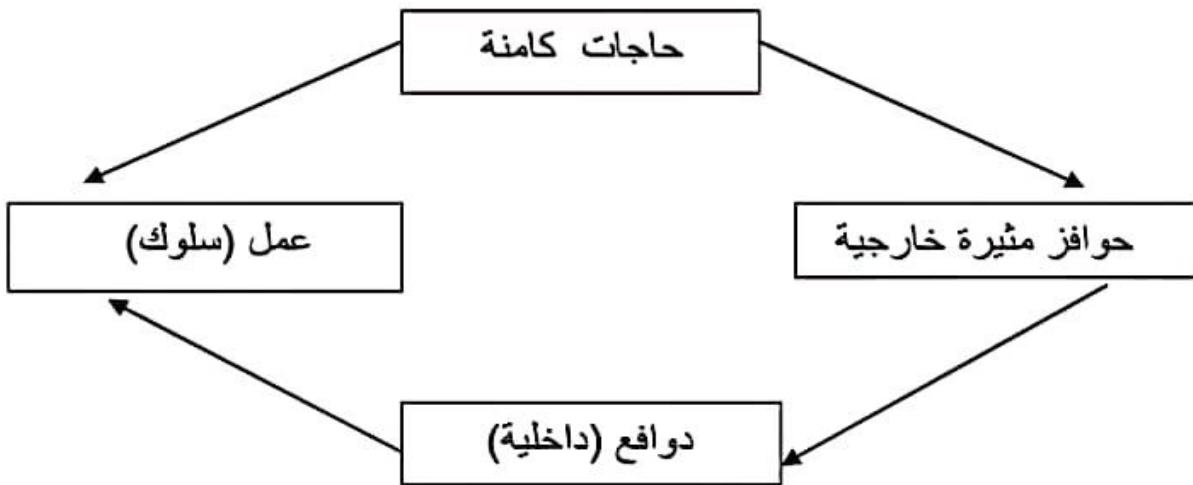 حاجات كامنة
حوافز مثيرة خارجية
عمل (سلوك)
دوافع (داخلية)